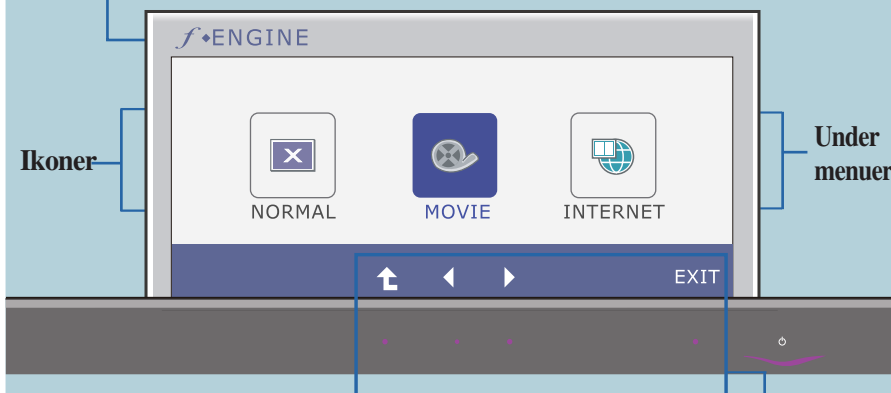 f ENGINE
Ikoner
Under
menuer
NORMAL
MOVIE
INTERNET
EXIT